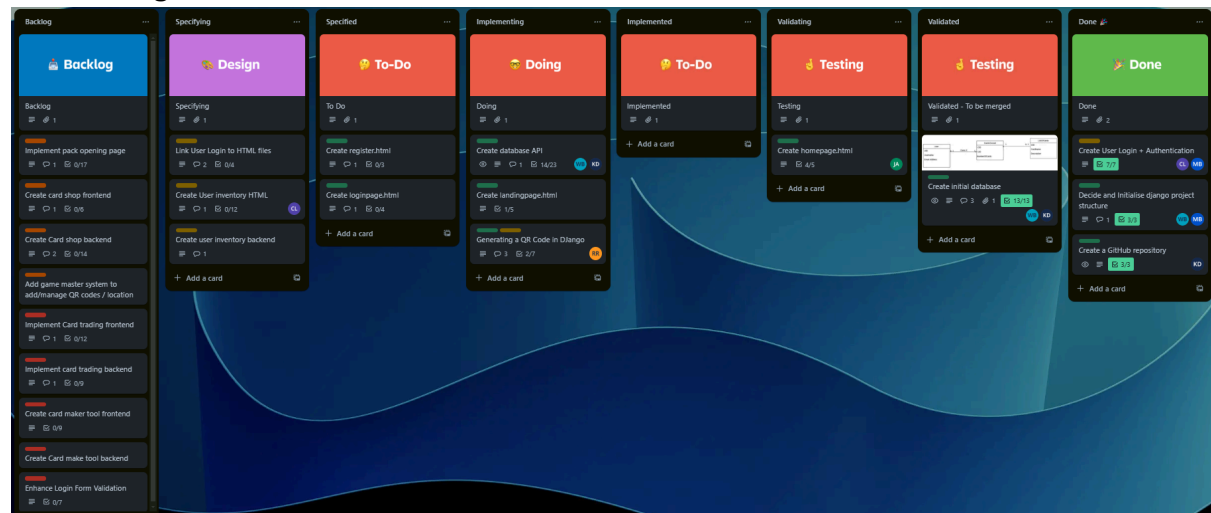 Backlog
🏰 Backlog
Backlog
1
Implement pack opening page
1 0/17
Create card shop frontend
1 0/6
Create Card shop backend
2 0/14
Add game master system to
add/manage QR codes / location
Implement Card trading frontend
1 0/12
Implement card trading backend
1 0/9
Create card maker tool frontend
0/9
Create Card make tool backend
Enhance Login Form Validation
0/7
Specifying
🎨 Design
Specifying
1
Link User Login to HTML files
2 0/4
Create User inventory HTML
1 0/12 CL
Create user inventory backend
1
+ Add a card
Specified
🤔 To-Do
To Do
1
Create register.html
1 0/3
Create loginpage.html
1 0/4
+ Add a card
Implementing
Doing
Doing
1
Create database API
1 14/23 WB KD
Create landingpage.html
1/5
Generating a QR Code in DJango
3 2/7 RR
+ Add a card
Implemented
🤔 To-Do
Implemented
1
+ Add a card
Validating
🤞 Testing
Testing
1
Create homepage.html
4/5 JA
+ Add a card
Validated
🤞 Testing
Validated - To be merged
1
Create initial database
3 1 13/13
WB KD
+ Add a card
Done 🎉
🎉 Done
Done
2
Create User Login + Authentication
7/7 CL MB
Decide and Initialise django project
structure
1 3/3 WB MB
Create a GitHub repository
3/3 KD
+ Add a card